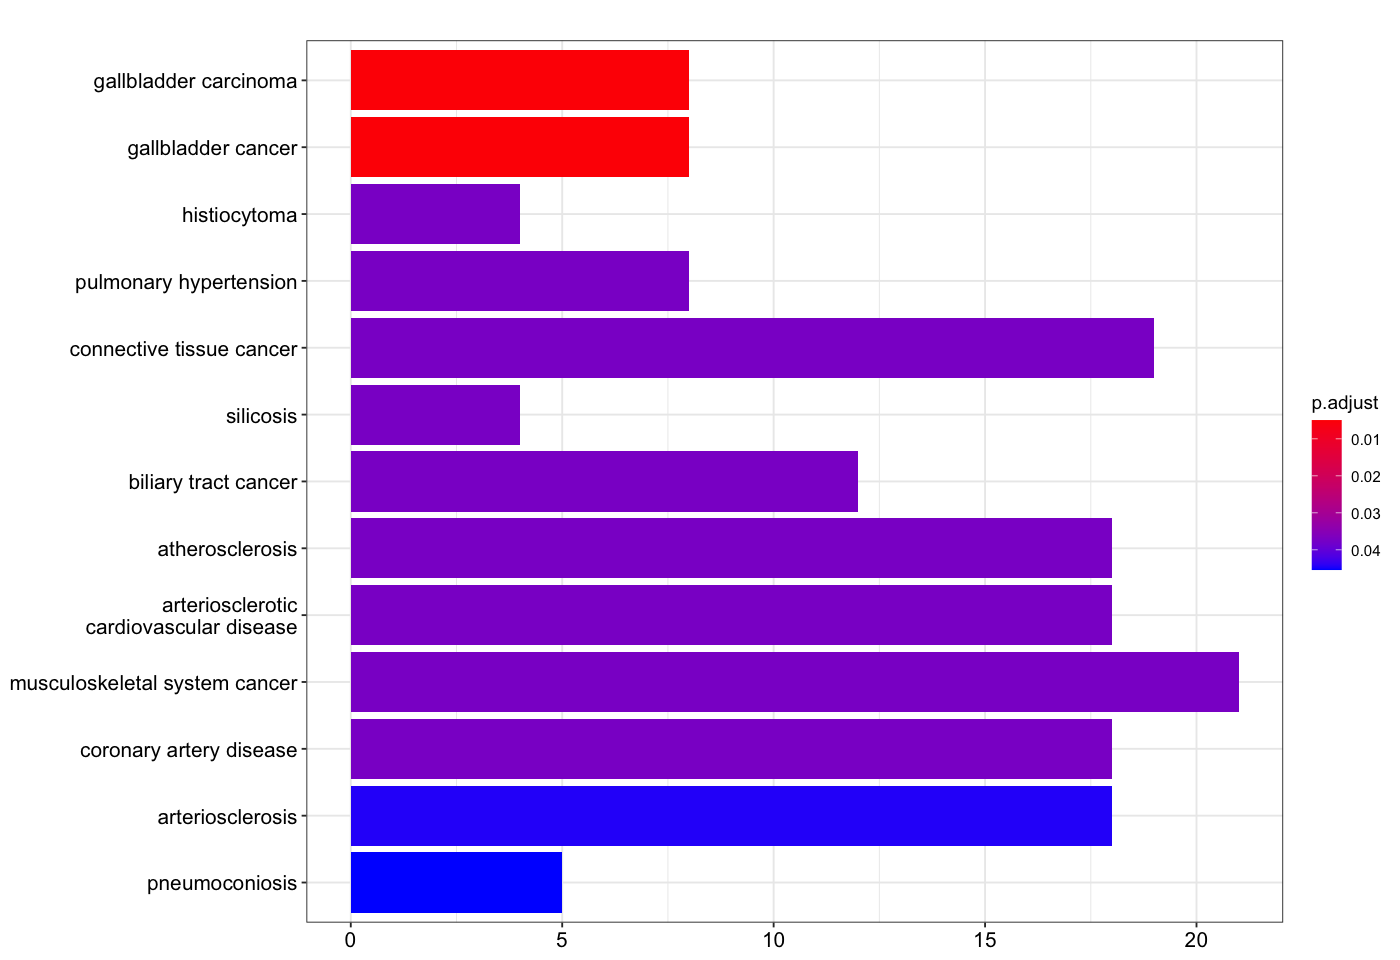 gallbladder carcinoma
gallbladder cancer
histiocytoma
pulmonary hypertension
connective tissue cancer
silicosis
biliary tract cancer
atherosclerosis
arteriosclerotic
cardiovascular disease
musculoskeletal system cancer
coronary artery disease
arteriosclerosis
pneumoconiosis
0 5 10 15 20
p.adjust
0.01
0.02
0.03
0.04